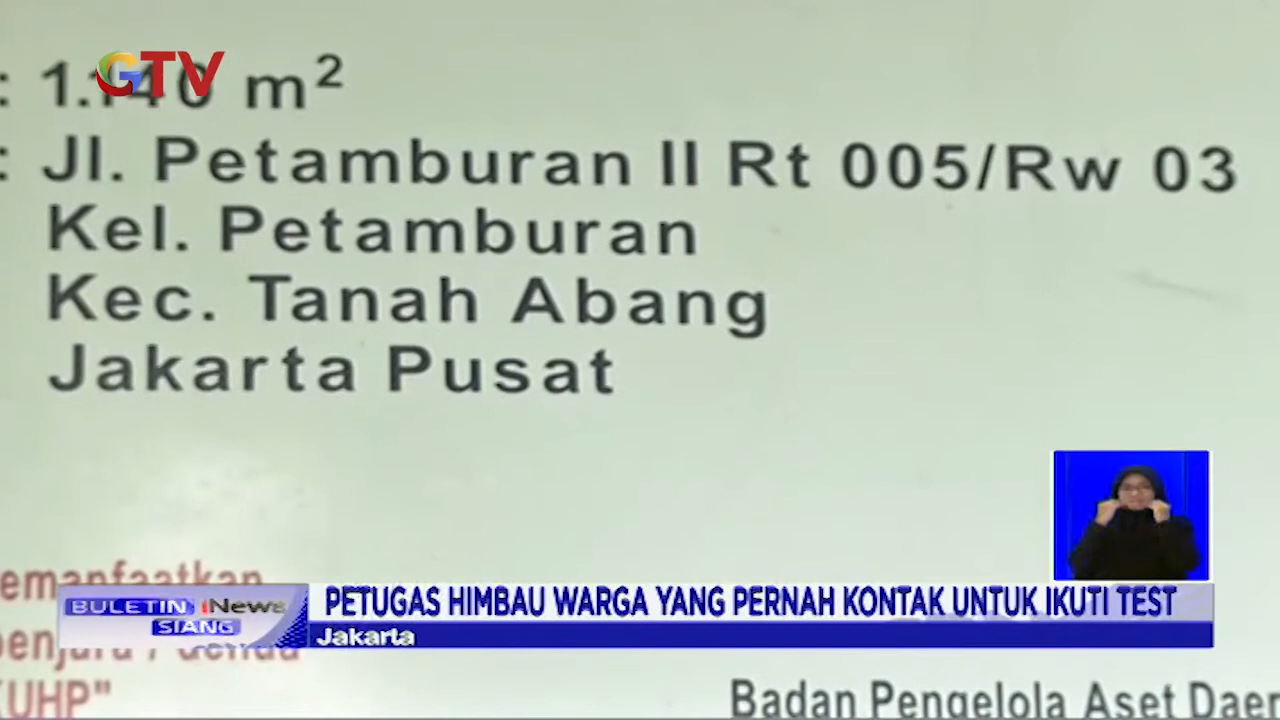 GTV
: 1.140 m²
: Jl. Petamburan II Rt 005/Rw 03
Kel. Petamburan
Kec. Tanah Abang
Jakarta Pusat
emanfaatkan
BULETIN iNews
SIANG
PETUGAS HIMBAU WARGA YANG PERNAH KONTAK UNTUK IKUTI TEST
Jakarta
KUHP"
Badan Pengelola Aset Daer